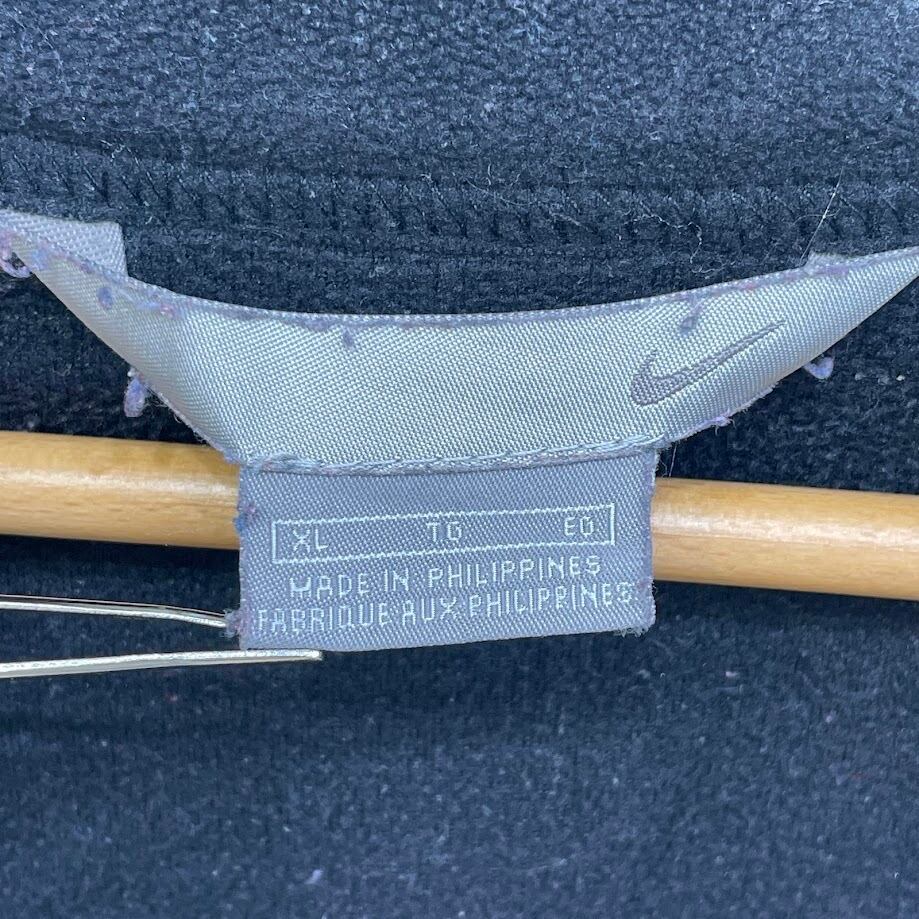 XL TG EG
MADE IN PHILIPPINES
FABRIQUE AUX PHILIPPINES